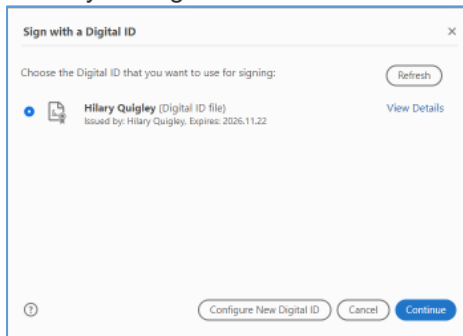 Sign with a Digital ID
Choose the Digital ID that you want to use for signing:
Refresh
Hilary Quigley (Digital ID file)
View Details
Issued by: Hilary Quigley, Expires: 2026.11.22
Configure New Digital ID
Cancel
Continue